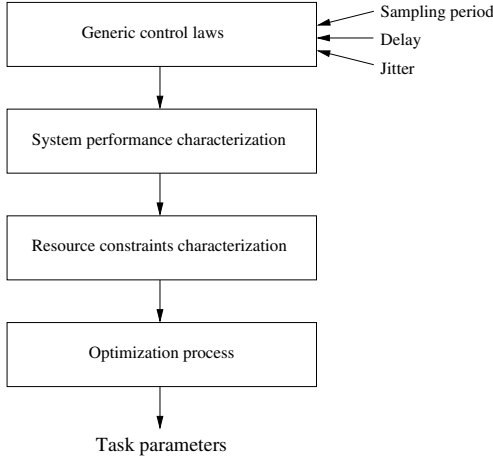 Sampling period
Generic control laws
Delay
Jitter
System performance characterization
Resource constraints characterization
Optimization process
Task parameters